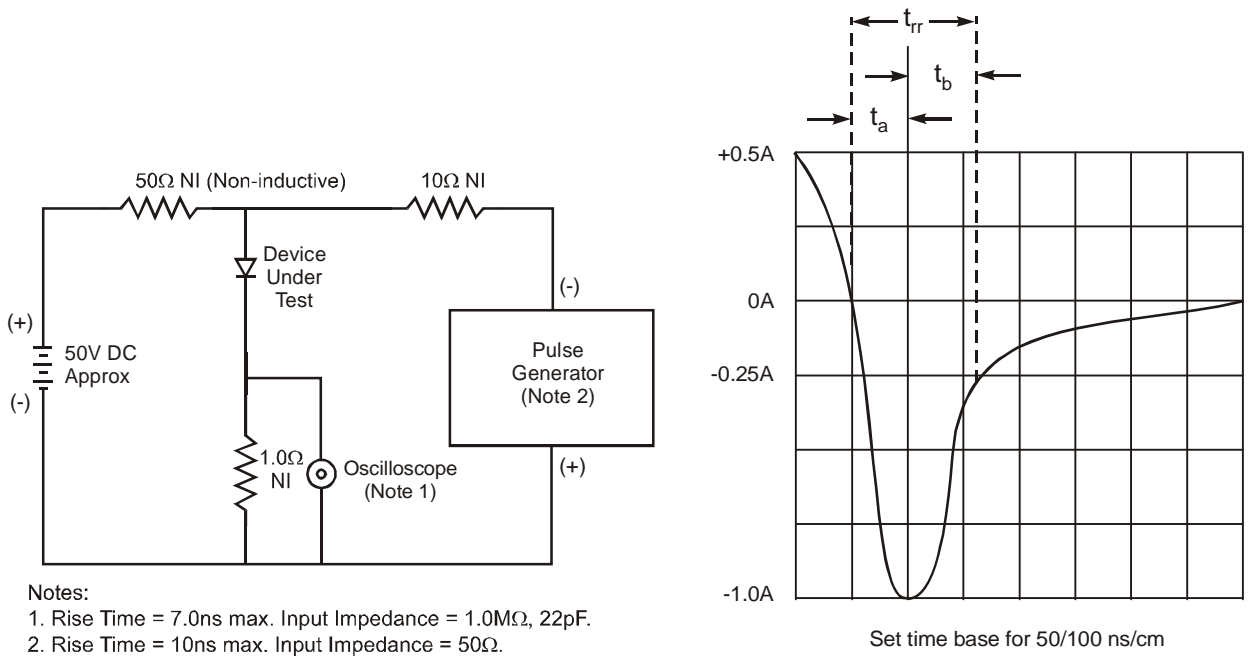 50Ω NI (Non-inductive)
10Ω NI
Device
Under
Test
(+)
50V DC
Approx
(-)
(-)
Pulse
Generator
(Note 2)
(+)
1.0Ω
NI
Oscilloscope
(Note 1)
Notes:
1. Rise Time = 7.0ns max. Input Impedance = 1.0MΩ, 22pF.
2. Rise Time = 10ns max. Input Impedance = 50Ω.
trr
tb
ta
+0.5A
0A
-0.25A
-1.0A
Set time base for 50/100 ns/cm